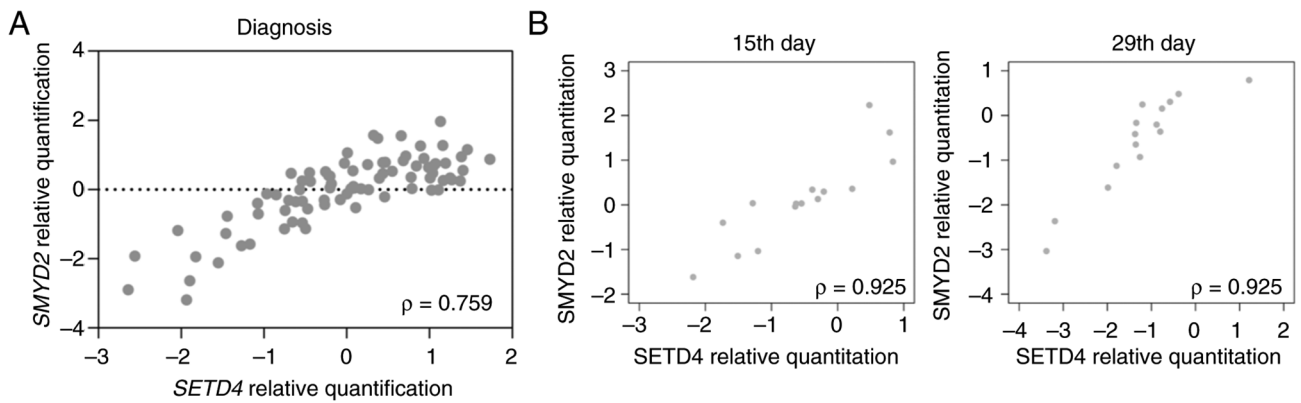 A
Diagnosis
SMYD2 relative quantification
4
2
0
−2
−4
ρ = 0.759
−3
−2
−1
0
1
2
SETD4 relative quantification
B
15th day
SMYD2 relative quantitation
3
2
1
0
−1
−2
ρ = 0.925
−3
−2
−1
0
1
SETD4 relative quantitation
29th day
SMYD2 relative quantitation
1
0
−1
−2
−3
−4
ρ = 0.925
−4
−3
−2
−1
0
1
2
SETD4 relative quantitation